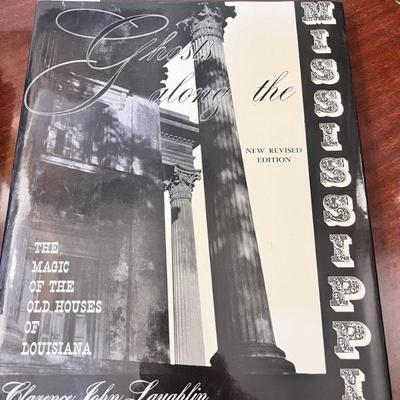 Ghosts
along the
MISSISSIPPI
NEW REVISED
EDITION
THE
MAGIC
OF THE
OLD HOUSES
OF
LOUISIANA
Clarence John Laughlin